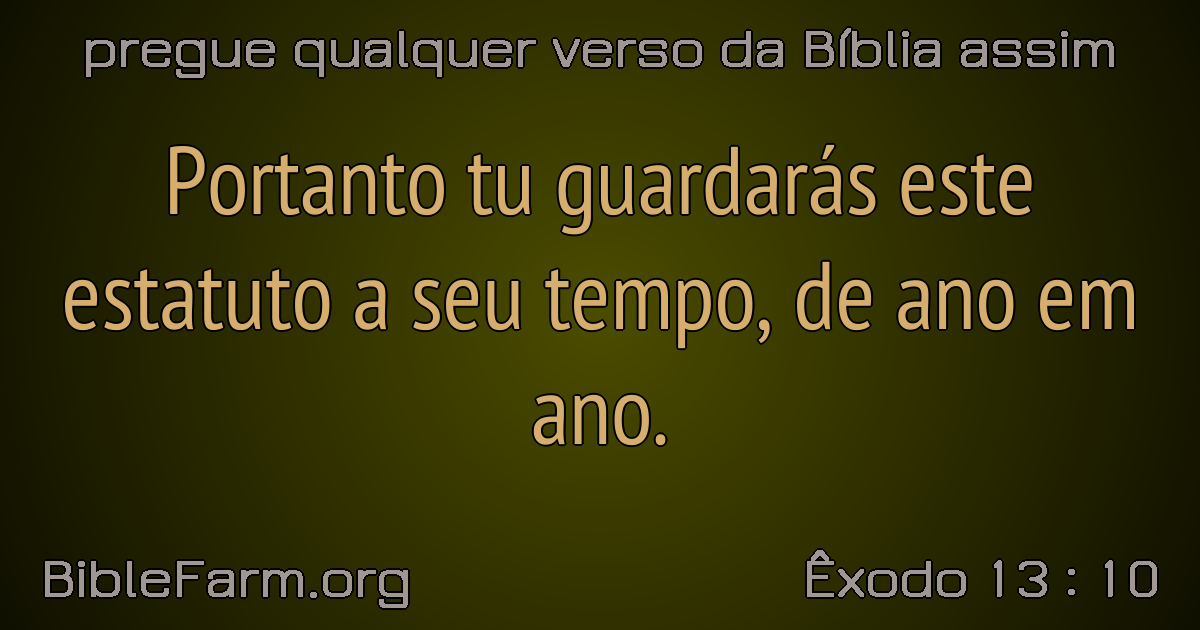 pregue qualquer verso da Bíblia assim
Portanto tu guardarás este
estatuto a seu tempo, de ano em
ano.
BibleFarm.org
Êxodo 13 : 10